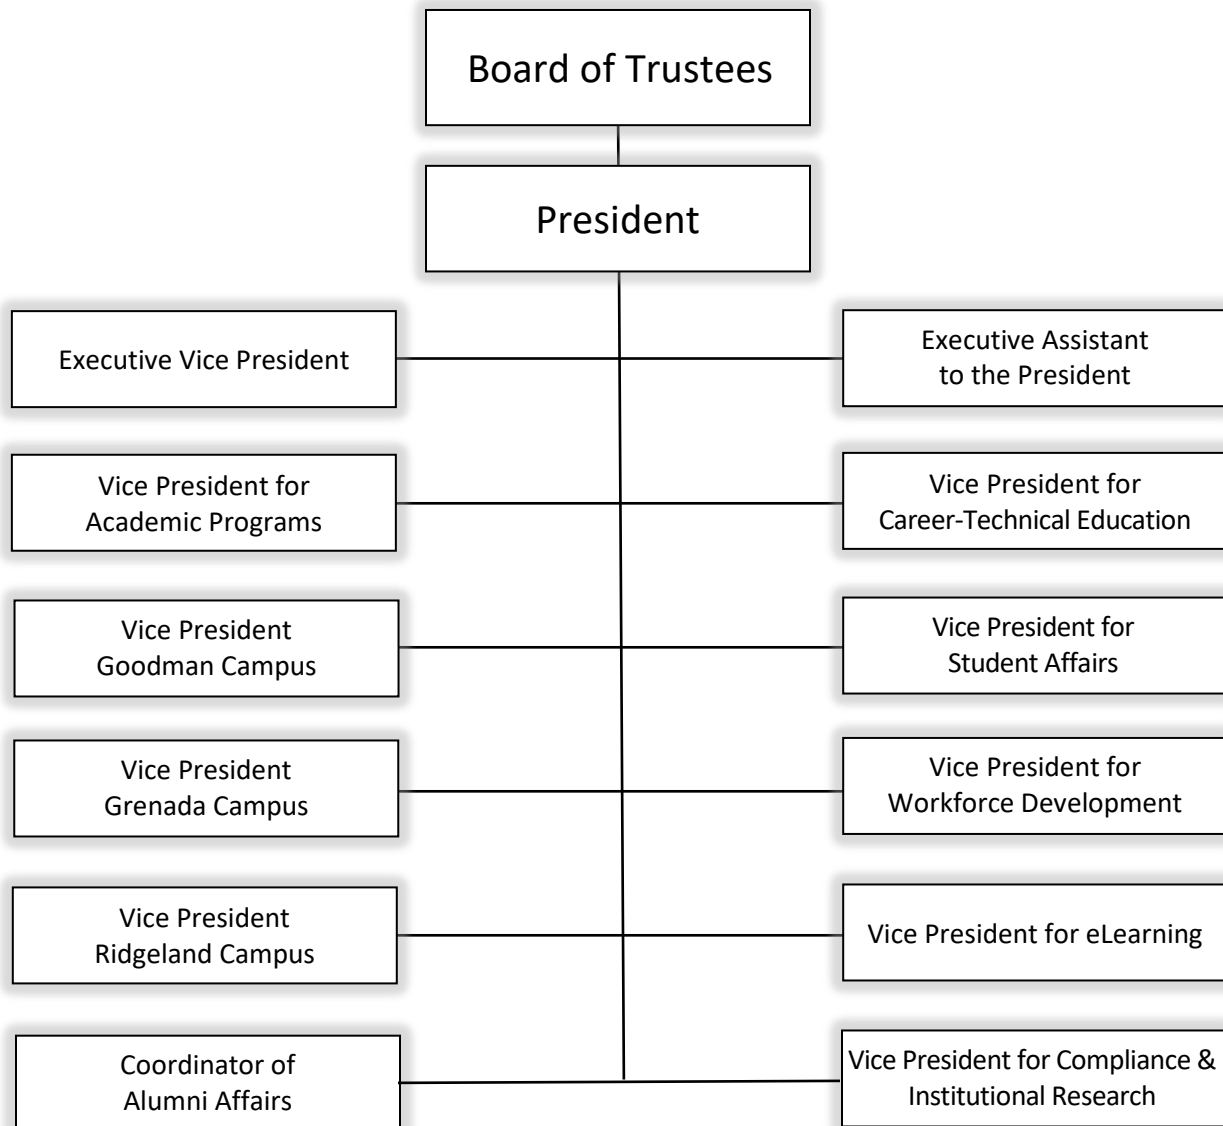 Board of Trustees
President
Executive Vice President
Executive Assistant
to the President
Vice President for
Academic Programs
Vice President for
Career-Technical Education
Vice President
Goodman Campus
Vice President for
Student Affairs
Vice President
Grenada Campus
Vice President for
Workforce Development
Vice President
Ridgeland Campus
Vice President for eLearning
Coordinator of
Alumni Affairs
Vice President for Compliance &
Institutional Research